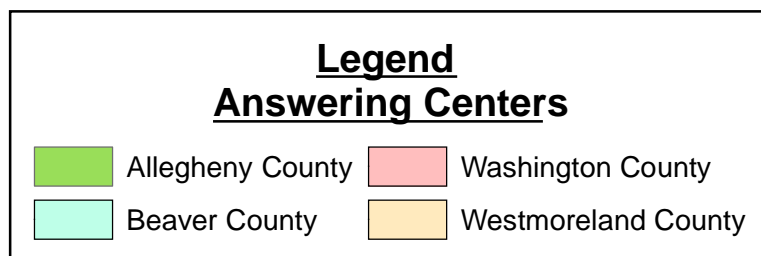 Legend
Answering Centers
Allegheny County
Washington County
Beaver County
Westmoreland County